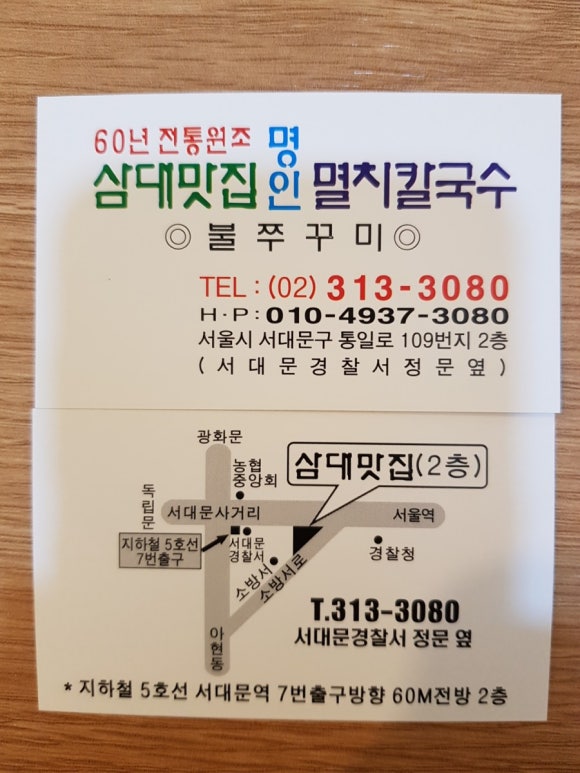 60년 전통원조
삼대맛집 명인 멸치칼국수
◎ 불 쭈 꾸 미 ◎
TEL : (02) 313-3080
H·P : 010-4937-3080
서울시 서대문구 통일로 109번지 2층
( 서 대 문 경 찰 서 정 문 옆 )
광화문
농협
중앙회
삼대맛집(2층)
독립문
서대문사거리
서울역
지하철 5호선
7번출구
서대문
경찰서
경찰청
소방서
소방서로
T.313-3080
서대문경찰서 정문 옆
아현동
* 지하철 5호선 서대문역 7번출구방향 60M전방 2층